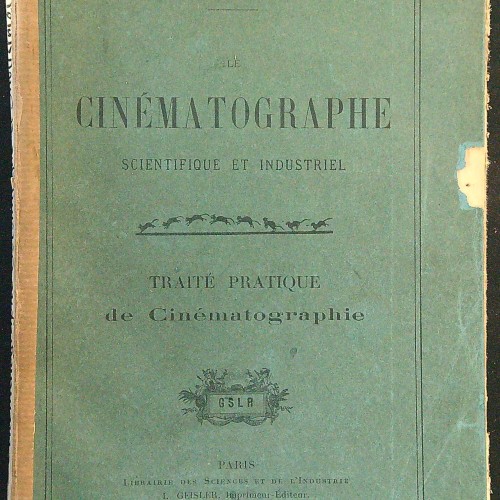 LE
CINÉMATOGRAPHE
SCIENTIFIQUE ET INDUSTRIEL
TRAITÉ PRATIQUE
de Cinématographie
GSLR
PARIS
LIBRAIRIE DES SCIENCES ET DE L'INDUSTRIE
L. GEISLER, Imprimeur-Éditeur.